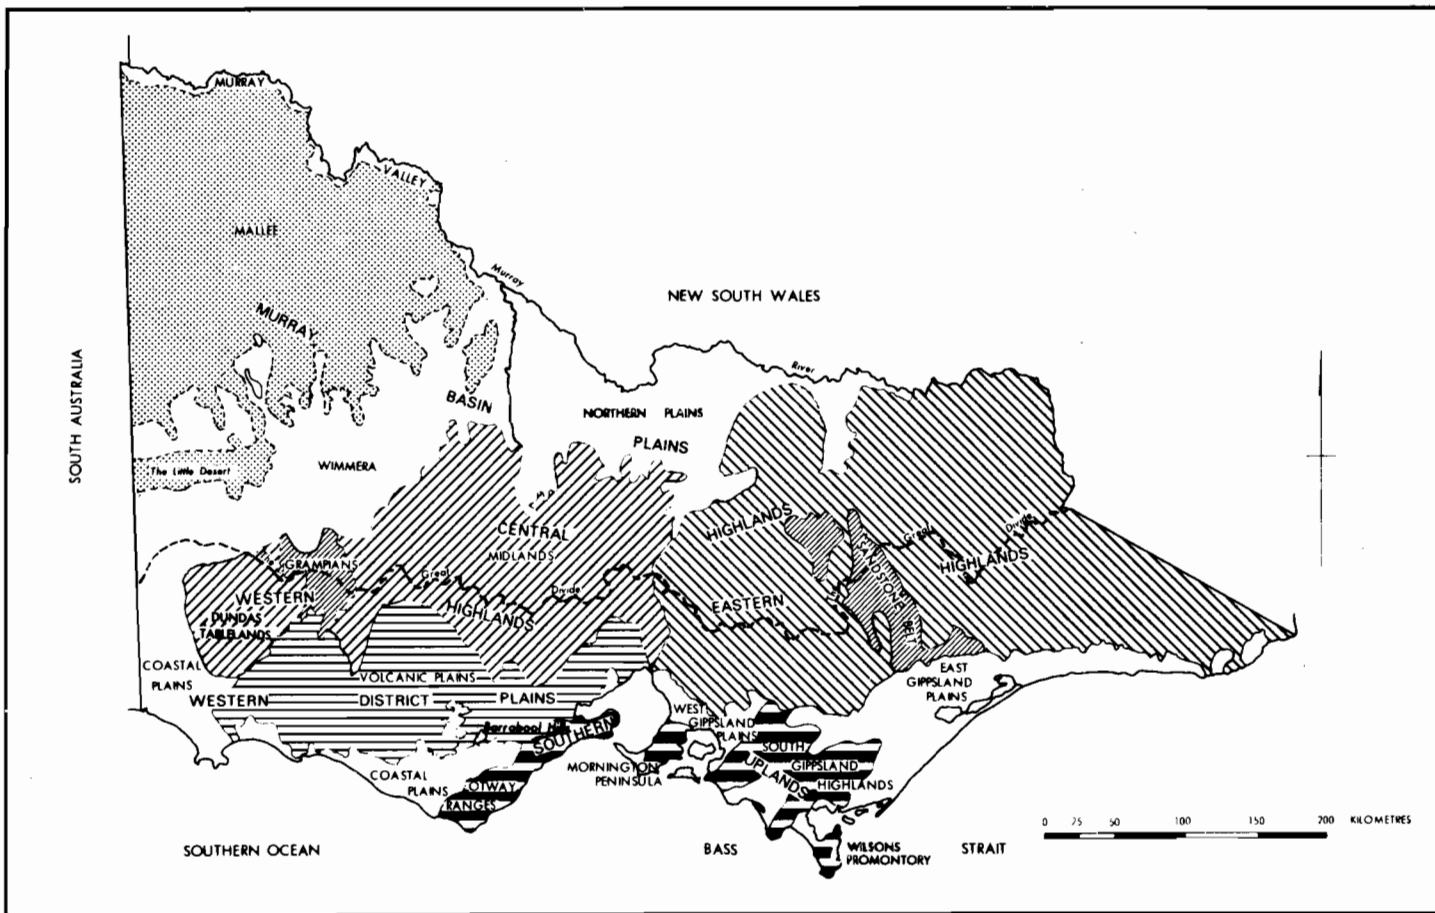 MURRAY
VALLEY
MALLEE
Murray
NEW SOUTH WALES
MURRAY
SOUTH AUSTRALIA
River
BASIN
NORTHERN PLAINS
PLAINS
The Little Desert
WIMMERA
HIGHLANDS
CENTRAL
MIDLANDS
Great
Divide
SANDSTONE BELT
HIGHLANDS
GRAMPIANS
The
Great
Divide
WESTERN
HIGHLANDS
EASTERN
DUNDAS
TABLELANDS
COASTAL
PLAINS
VOLCANIC PLAINS
EAST
GIPPSLAND
PLAINS
WESTERN DISTRICT PLAINS
WEST
GIPPSLAND
PLAINS
Barrabool Hills
SOUTHERN
SOUTH
GIPPSLAND
HIGHLANDS
UPLANDS
MORNINGTON
PENINSULA
COASTAL
PLAINS
OTWAY
RANGES
0 25 50 100 150 200 KILOMETRES
SOUTHERN OCEAN
BASS STRAIT
WILSONS
PROMONTORY